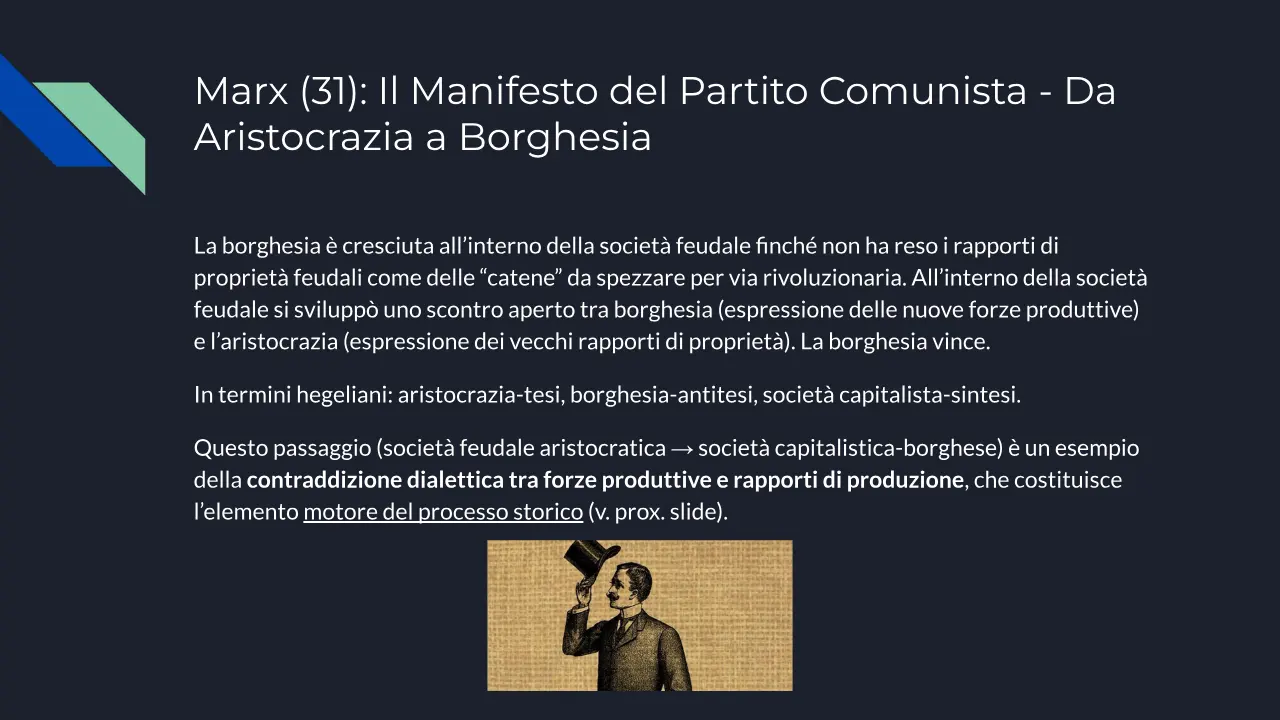 Marx (31): Il Manifesto del Partito Comunista - Da
Aristocrazia a Borghesia
La borghesia è cresciuta all’interno della società feudale finché non ha reso i rapporti di
proprietà feudali come delle “catene” da spezzare per via rivoluzionaria. All’interno della società
feudale si sviluppò uno scontro aperto tra borghesia (espressione delle nuove forze produttive)
e l’aristocrazia (espressione dei vecchi rapporti di proprietà). La borghesia vince.
In termini hegeliani: aristocrazia-tesi, borghesia-antitesi, società capitalista-sintesi.
Questo passaggio (società feudale aristocratica → società capitalistica-borghese) è un esempio
della contraddizione dialettica tra forze produttive e rapporti di produzione, che costituisce
l’elemento motore del processo storico (v. prox. slide).